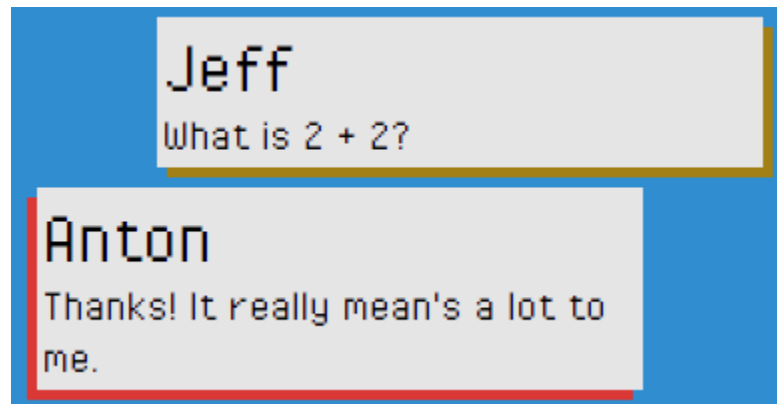 Jeff
What is 2 + 2?
Anton
Thanks! It really mean's a lot to
me.